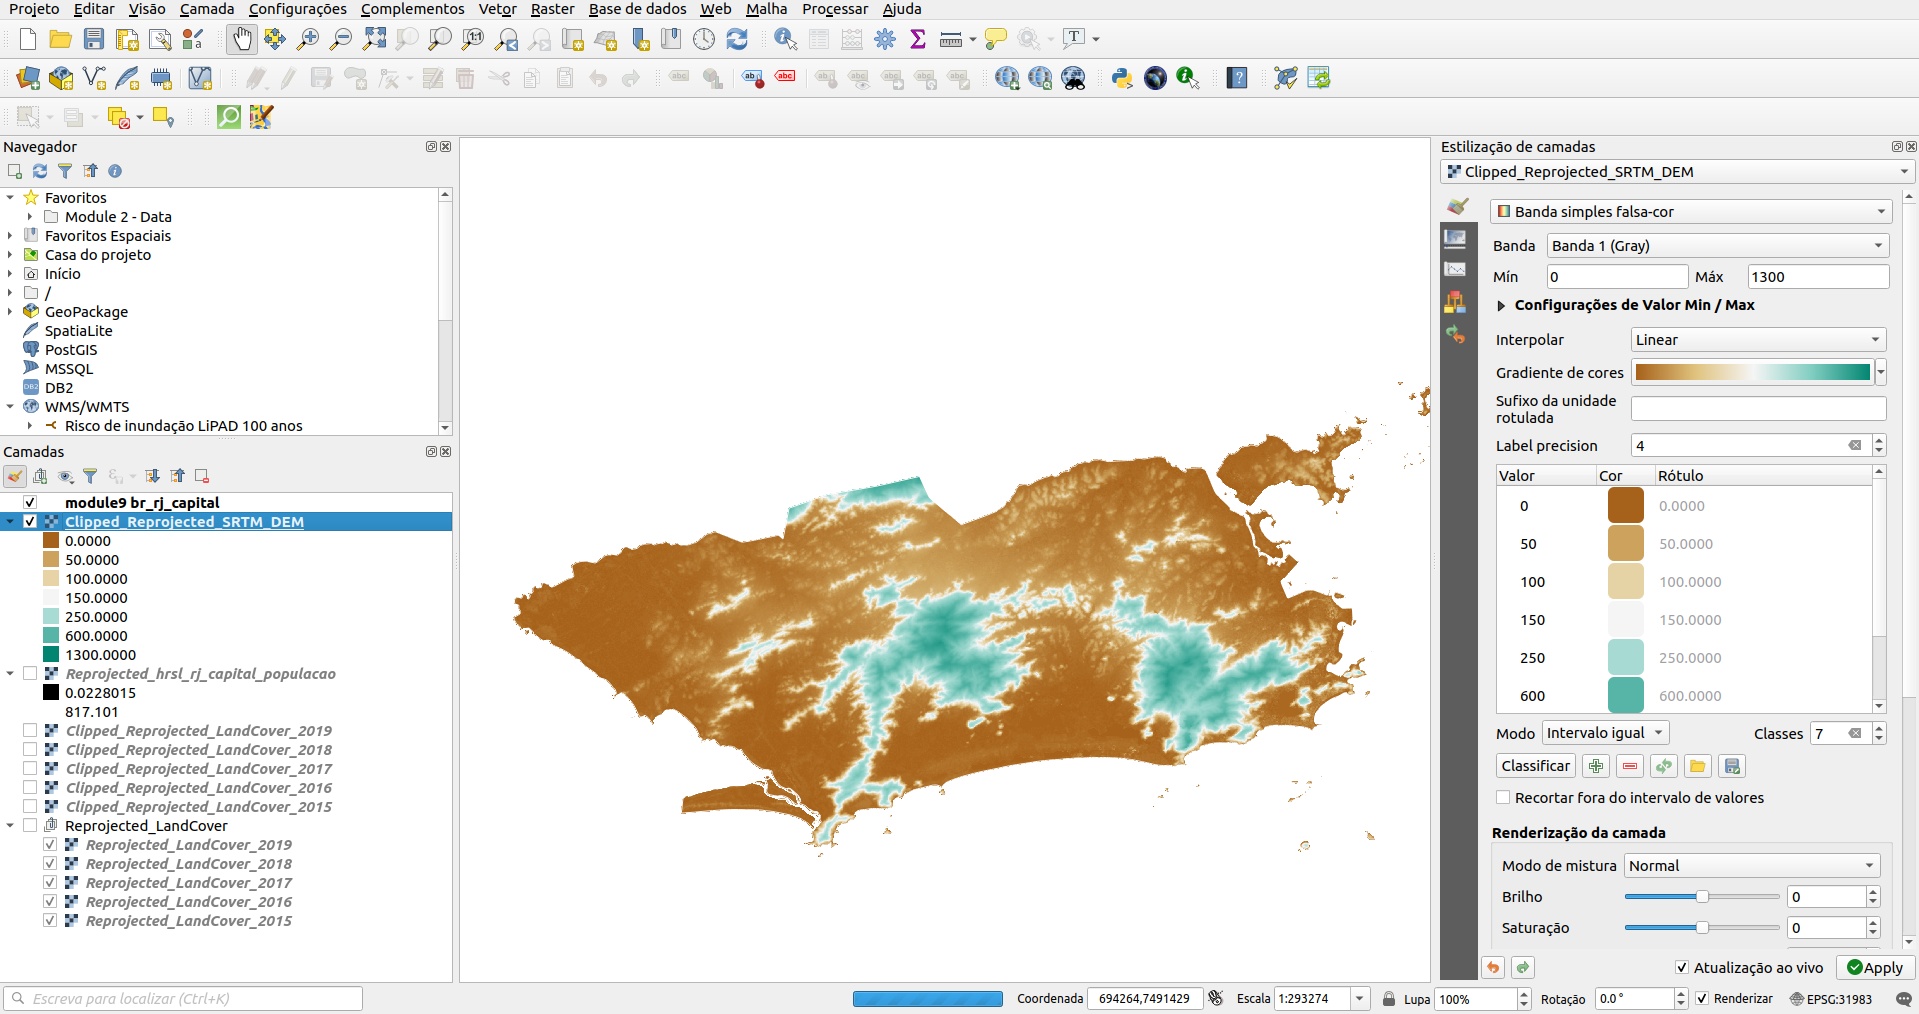 Projeto Editar Visão Camada Configurações Complementos Vetor Raster Base de dados Web Malha Processar Ajuda
Navegador
Favoritos
Module 2 - Data
Favoritos Espaciais
Casa do projeto
Início
/
GeoPackage
SpatiaLite
PostGIS
MSSQL
DB2
WMS/WMTS
Risco de inundação LiPAD 100 anos
Camadas
module9 br_rj_capital
Clipped_Reprojected_SRTM_DEM
0.0000
50.0000
100.0000
150.0000
250.0000
600.0000
1300.0000
Reprojected_hrsl_rj_capital_populacao
0.0228015
817.101
Clipped_Reprojected_LandCover_2019
Clipped_Reprojected_LandCover_2018
Clipped_Reprojected_LandCover_2017
Clipped_Reprojected_LandCover_2016
Clipped_Reprojected_LandCover_2015
Reprojected_LandCover
Reprojected_LandCover_2019
Reprojected_LandCover_2018
Reprojected_LandCover_2017
Reprojected_LandCover_2016
Reprojected_LandCover_2015
Estilização de camadas
Clipped_Reprojected_SRTM_DEM
Banda simples falsa-cor
Banda Banda 1 (Gray)
Mín 0 Máx 1300
Configurações de Valor Min / Max
Interpolar Linear
Gradiente de cores
Sufixo da unidade
rotulada
Label precision 4
Valor Cor Rótulo
0 0.0000
50 50.0000
100 100.0000
150 150.0000
250 250.0000
600 600.0000
Modo Intervalo igual Classes 7
Classificar
Recortar fora do intervalo de valores
Renderização da camada
Modo de mistura Normal
Brilho 0
Saturação 0
Atualização ao vivo Apply
Escreva para localizar (Ctrl+K) Coordenada 694264,7491429 Escala 1:293274 Lupa 100% Rotação 0.0 ° Renderizar EPSG:31983